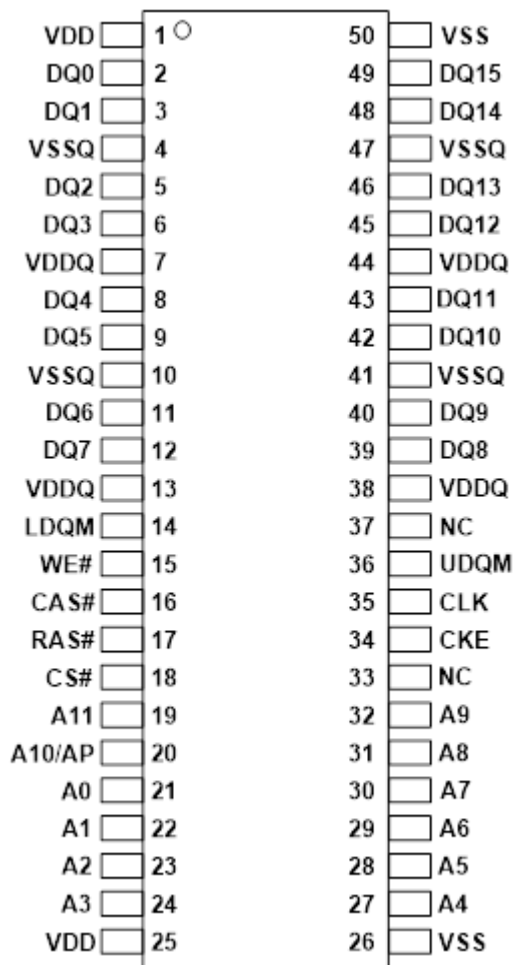 VDD 1 50 VSS
DQ0 2 49 DQ15
DQ1 3 48 DQ14
VSSQ 4 47 VSSQ
DQ2 5 46 DQ13
DQ3 6 45 DQ12
VDDQ 7 44 VDDQ
DQ4 8 43 DQ11
DQ5 9 42 DQ10
VSSQ 10 41 VSSQ
DQ6 11 40 DQ9
DQ7 12 39 DQ8
VDDQ 13 38 VDDQ
LDQM 14 37 NC
WE# 15 36 UDQM
CAS# 16 35 CLK
RAS# 17 34 CKE
CS# 18 33 NC
A11 19 32 A9
A10/AP 20 31 A8
A0 21 30 A7
A1 22 29 A6
A2 23 28 A5
A3 24 27 A4
VDD 25 26 VSS